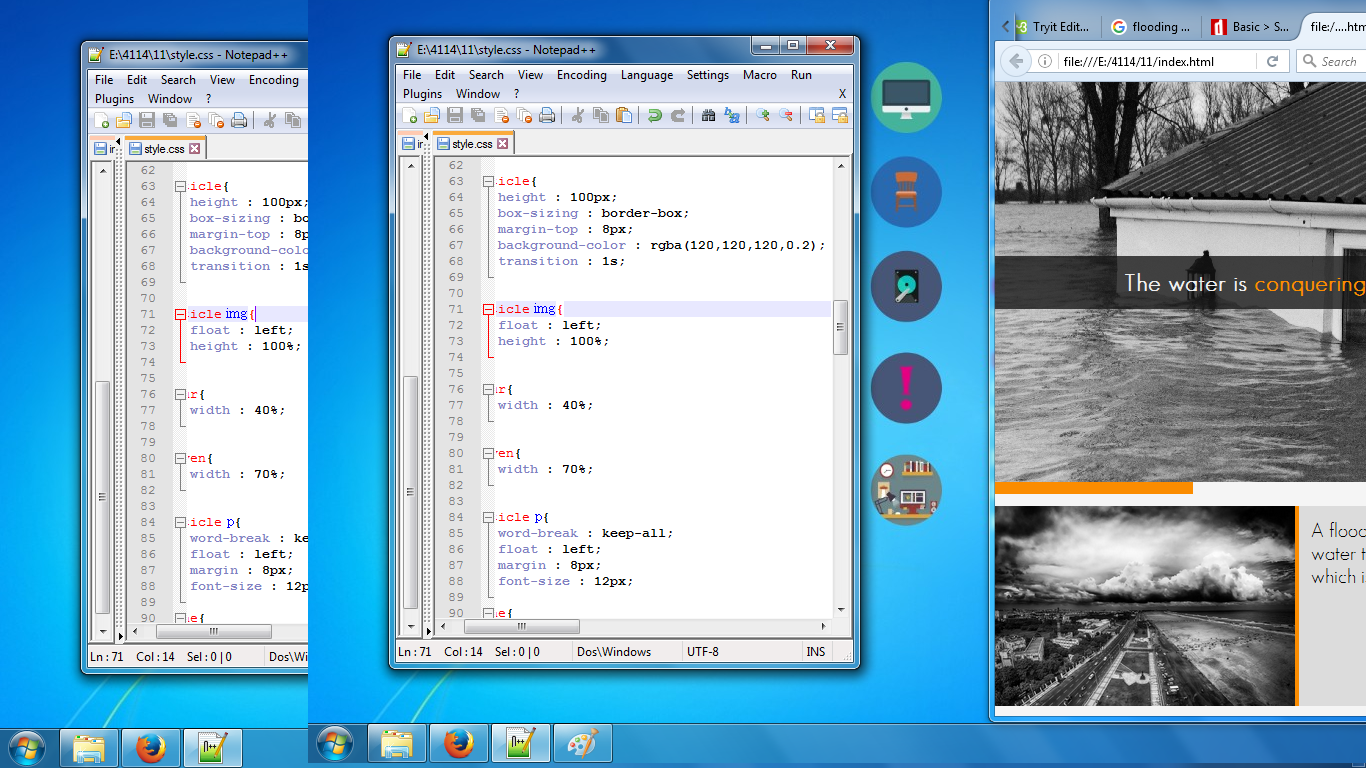 E:\4114\11\style.css - Notepad++
File Edit Search View Encoding
Plugins Window ?
style.css
62
63 icle{
64 height : 100px;
65 box-sizing : bo
66 margin-top : 8p
67 background-colo
68 transition : 1s
69
70
71 icle img{
72 float : left;
73 height : 100%;
74
75
76 ar{
77 width : 40%;
78
79
80 ven{
81 width : 70%;
82
83
84 icle p{
85 word-break : ke
86 float : left;
87 margin : 8px;
88 font-size : 12p
89
90 e{
Ln : 71 Col : 14 Sel : 0 | 0 Dos\Wi
E:\4114\11\style.css - Notepad++
File Edit Search View Encoding Language Settings Macro Run
Plugins Window ? X
style.css
62
63 icle{
64 height : 100px;
65 box-sizing : border-box;
66 margin-top : 8px;
67 background-color : rgba(120,120,120,0.2);
68 transition : 1s;
69
70
71 icle img{
72 float : left;
73 height : 100%;
74
75
76 ar{
77 width : 40%;
78
79
80 ven{
81 width : 70%;
82
83
84 icle p{
85 word-break : keep-all;
86 float : left;
87 margin : 8px;
88 font-size : 12px;
89
90 e{
Ln : 71 Col : 14 Sel : 0 | 0 Dos\Windows UTF-8 INS
Tryit Edit... flooding ... Basic > S... file:/....htm
file:///E:/4114/11/index.html Search
The water is conquering
A flood
water t
which is